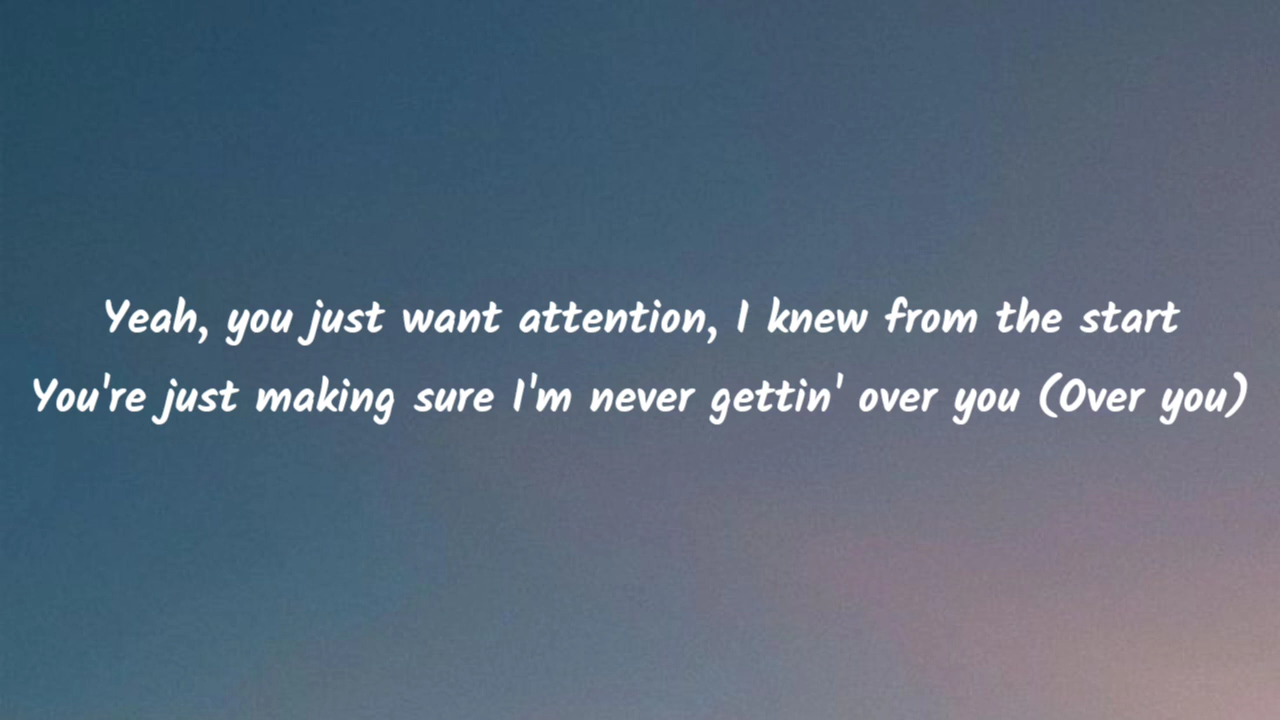 Yeah, you just want attention, I knew from the start
You're just making sure I'm never gettin' over you (Over you)